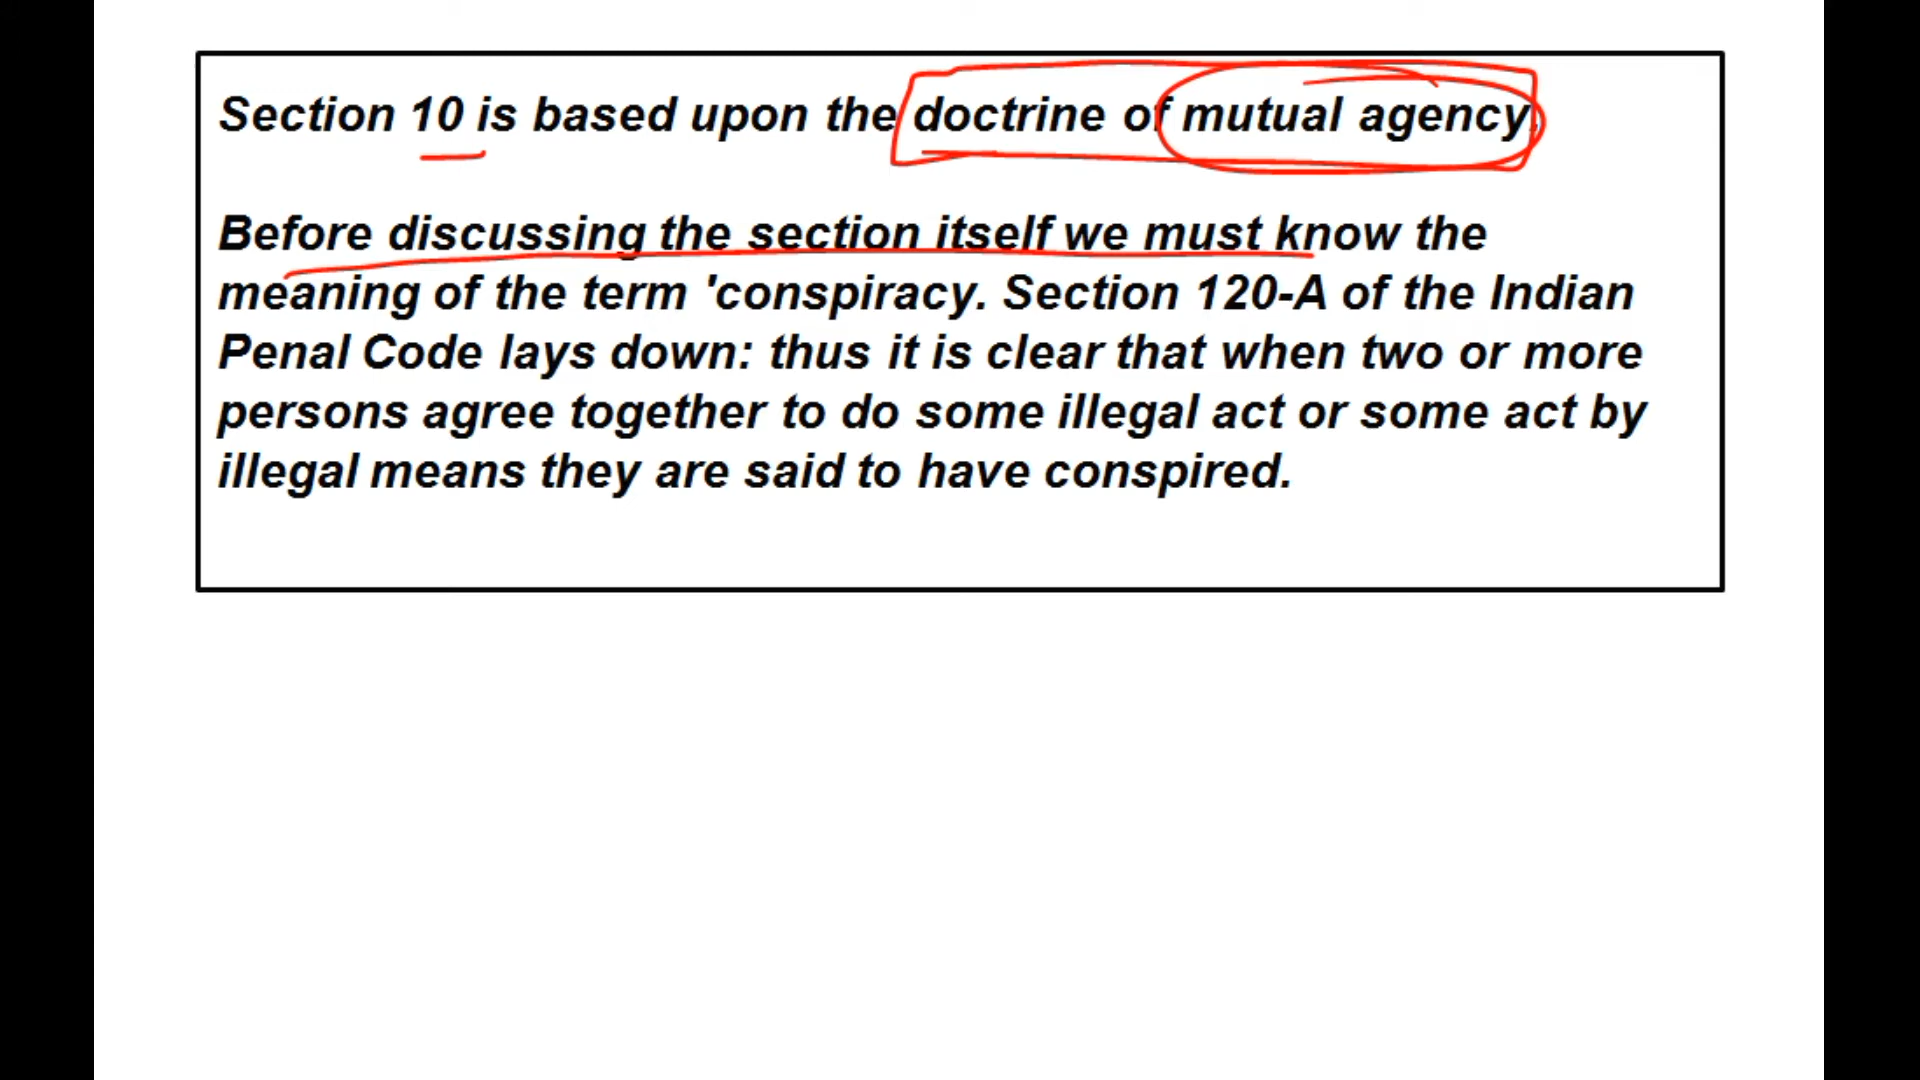 Section 10 is based upon the doctrine of mutual agency.
Before discussing the section itself we must know the
meaning of the term 'conspiracy. Section 120-A of the Indian
Penal Code lays down: thus it is clear that when two or more
persons agree together to do some illegal act or some act by
illegal means they are said to have conspired.